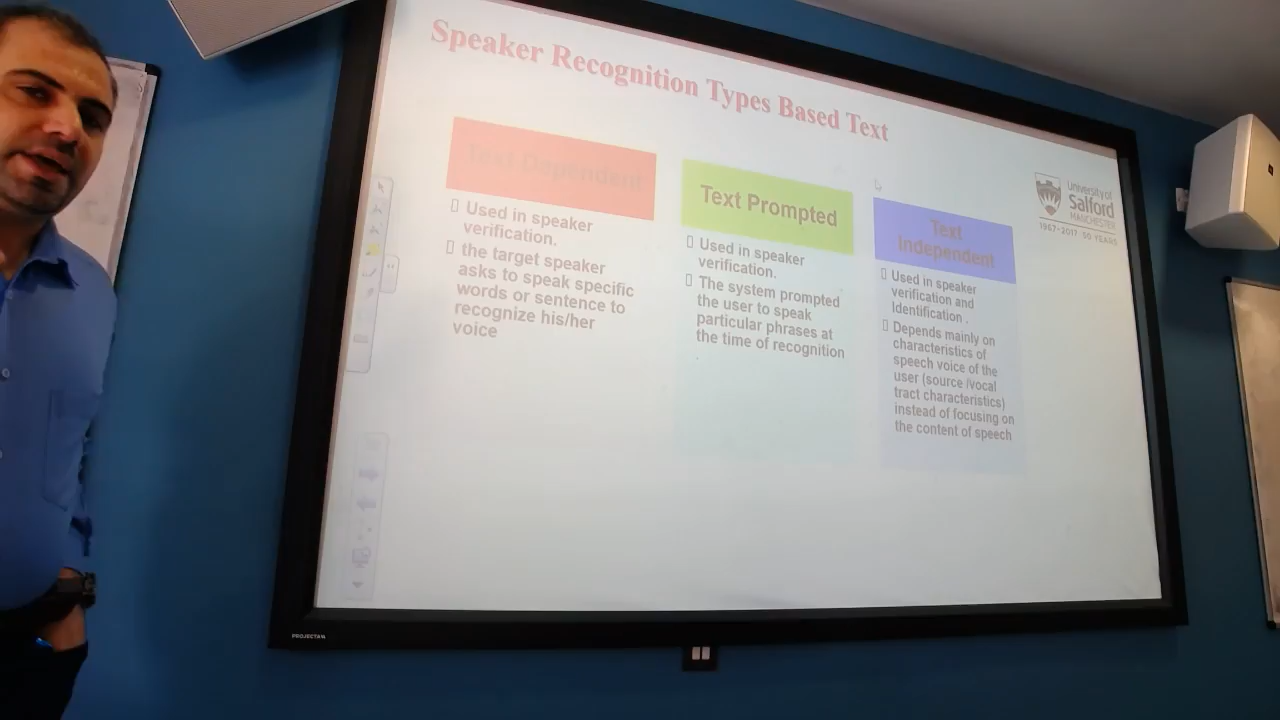 Speaker Recognition Types Based Text
Text Dependent
▯ Used in speaker
verification.
▯ the target speaker
asks to speak specific
words or sentence to
recognize his/her
voice
Text Prompted
▯ Used in speaker
verification.
▯ The system prompted
the user to speak
particular phrases at
the time of recognition
.
Text
Independent
▯ Used in speaker
verification and
Identification .
▯ Depends mainly on
characteristics of
speech voice of the
user (source /vocal
tract characteristics)
instead of focusing on
the content of speech
University of
Salford
MANCHESTER
1967-2017 50 YEARS
PROJECTA